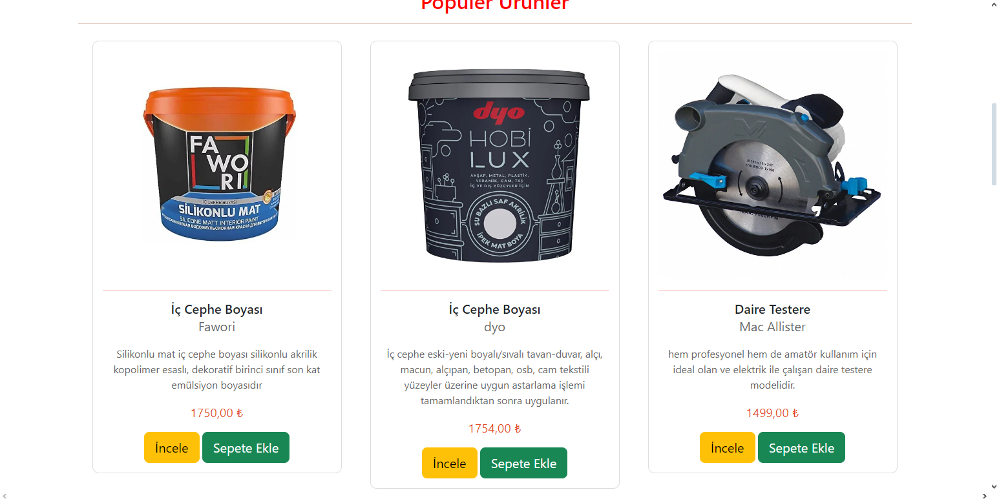 Popüler Ürünler
FA
WO
RI
İÇ CEPHE BOYASI
SİLİKONLU MAT
SILICONE MATT INTERIOR PAINT
dyo
HOBİ
LUX
AHŞAP, METAL, PLASTİK,
SERAMİK, CAM, TAŞ
İÇ VE DIŞ YÜZEYLER İÇİN
SU BAZLI SAF AKRİLİK
İPEK MAT BOYA
FOR WOOD
İç Cephe Boyası
Fawori
Silikonlu mat iç cephe boyası silikonlu akrilik
kopolimer esaslı, dekoratif birinci sınıf son kat
emülsiyon boyasıdır
1750,00 ₺
İncele
Sepete Ekle
İç Cephe Boyası
dyo
İç cephe eski-yeni boyalı/sıvalı tavan-duvar, alçı,
macun, alçıpan, betopan, osb, cam tekstili
yüzeyler üzerine uygun astarlama işlemi
tamamlandıktan sonra uygulanır.
1754,00 ₺
İncele
Sepete Ekle
Daire Testere
Mac Allister
hem profesyonel hem de amatör kullanım için
ideal olan ve elektrik ile çalışan daire testere
modelidir.
1499,00 ₺
İncele
Sepete Ekle